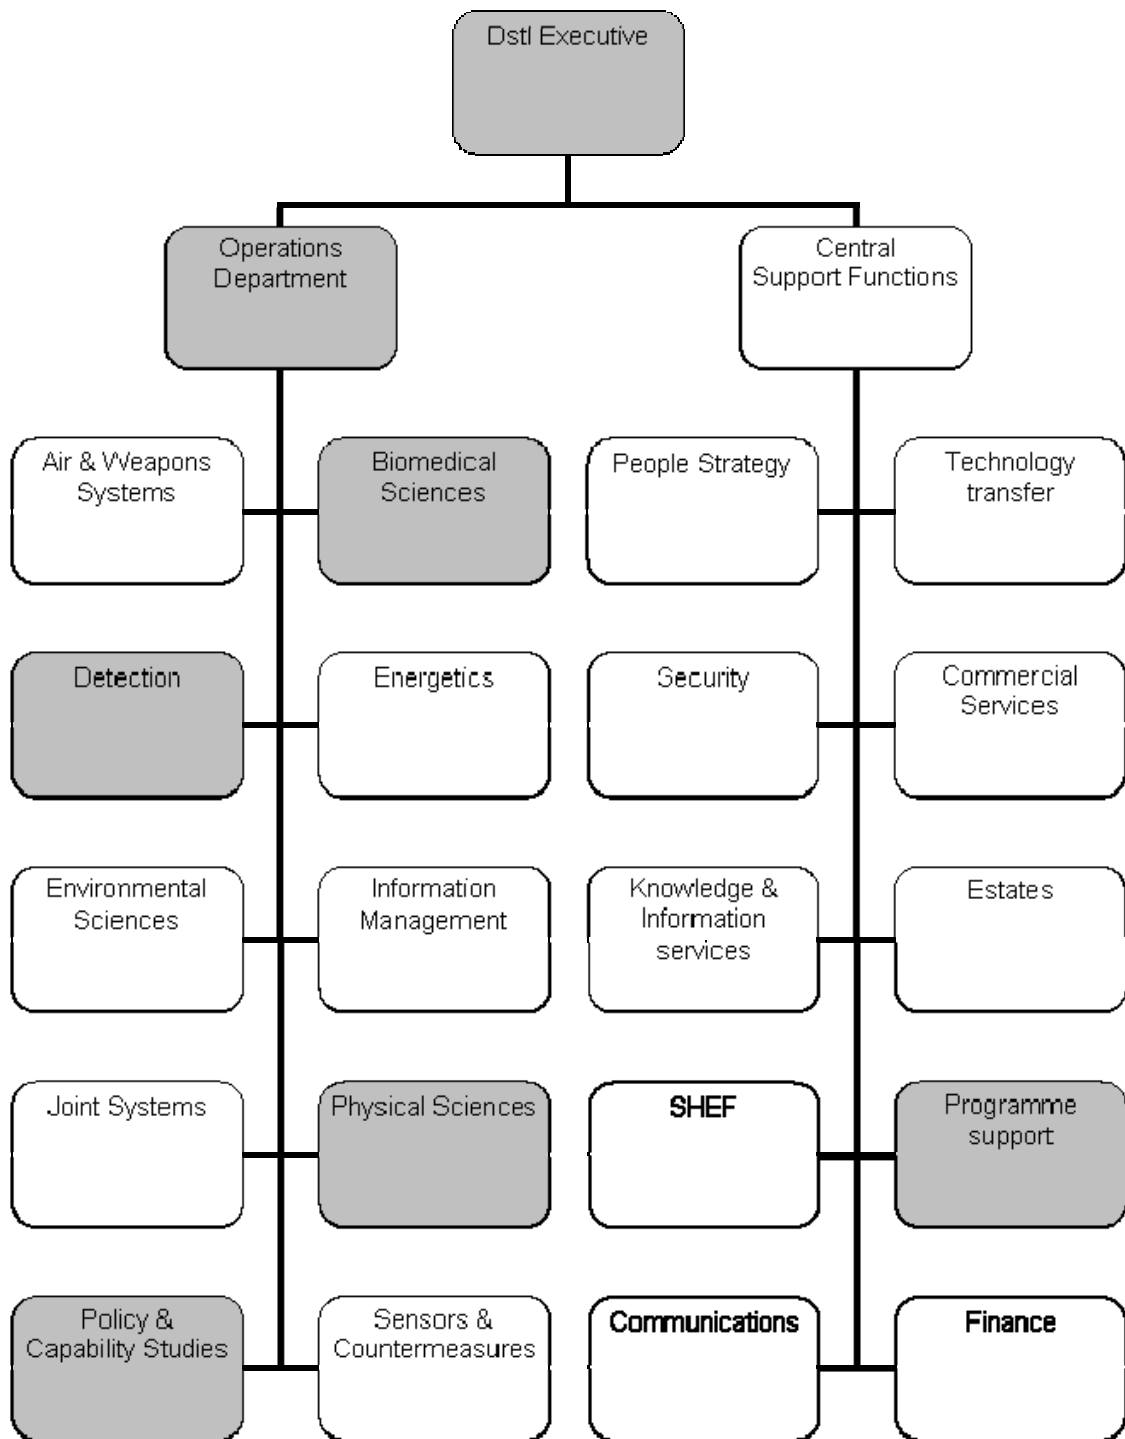 Dstl Executive
Operations
Department
Central
Support Functions
Air & Weapons
Systems
Biomedical
Sciences
People Strategy
Technology
transfer
Detection
Energetics
Security
Commercial
Services
Environmental
Sciences
Information
Management
Knowledge &
Information
services
Estates
Joint Systems
Physical Sciences
SHEF
Programme
support
Policy &
Capability Studies
Sensors &
Countermeasures
Communications
Finance